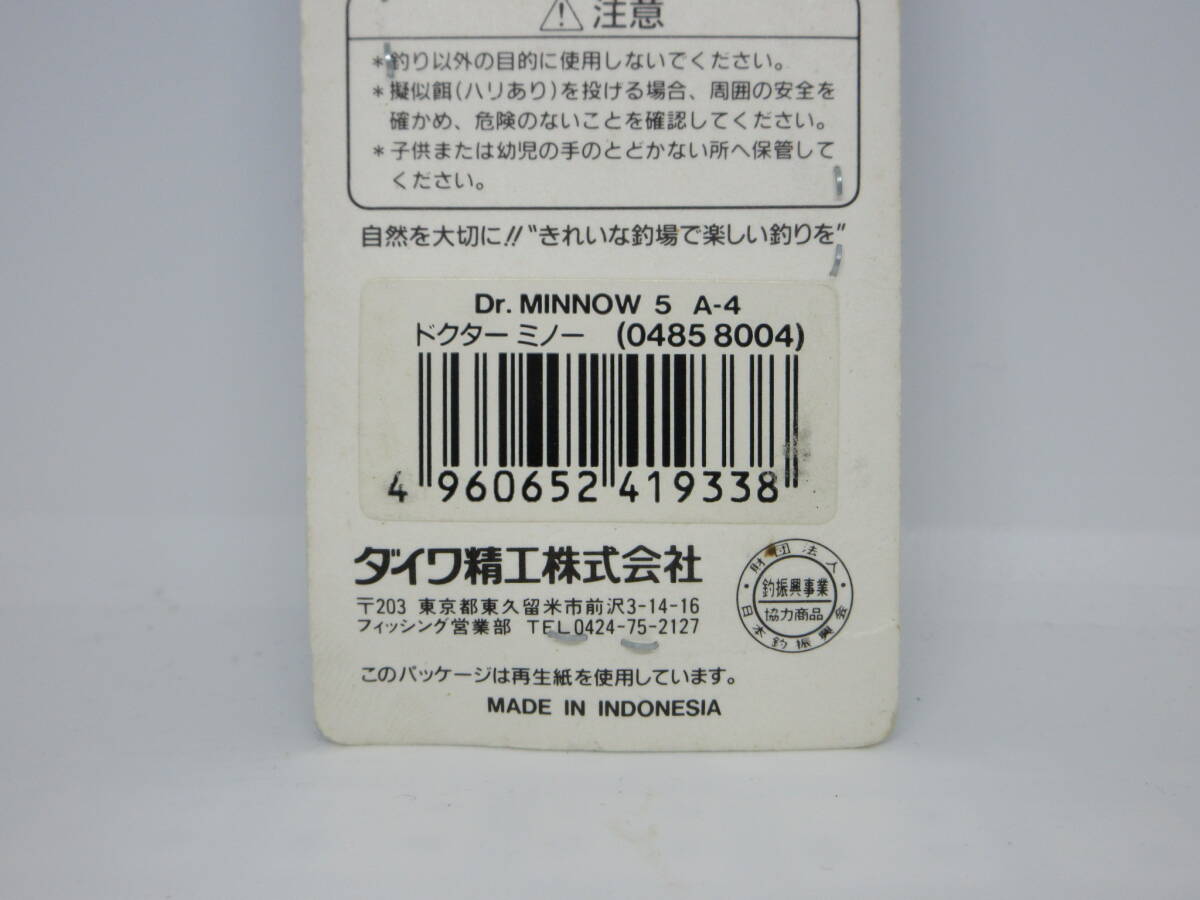 注意
*釣り以外の目的に使用しないでください。
*擬似餌(ハリあり)を投げる場合、周囲の安全を
確かめ、危険のないことを確認してください。
*子供または幼児の手のとどかない所へ保管して
ください。
自然を大切に!!"きれいな釣場で楽しい釣りを"
Dr. MINNOW 5 A-4
ドクター ミノー (0485 8004)
4 960652 419338
ダイワ精工株式会社
〒203 東京都東久留米市前沢3-14-16
フィッシング営業部 TEL 0424-75-2127
財団法人
釣振興事業
協力商品
日本釣振興会
このパッケージは再生紙を使用しています。
MADE IN INDONESIA